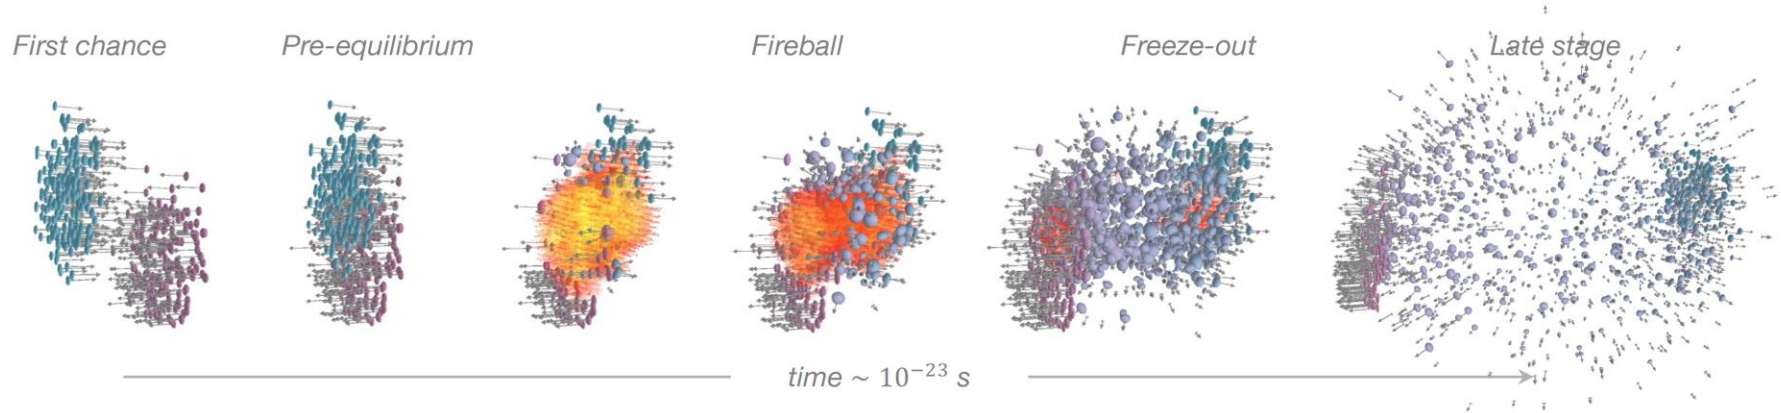 First chance
Pre-equilibrium
Fireball
Freeze-out
Late stage
time ~ 10⁻²³ s